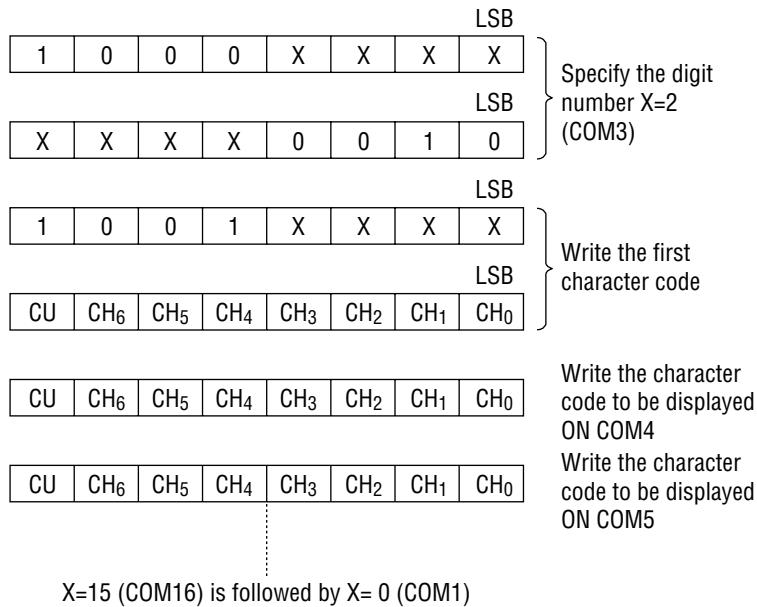 LSB
1 0 0 0 X X X X
Specify the digit
number X=2
(COM3)
LSB
X X X X 0 0 1 0
LSB
1 0 0 1 X X X X
Write the first
character code
LSB
CU CH6 CH5 CH4 CH3 CH2 CH1 CH0
CU CH6 CH5 CH4 CH3 CH2 CH1 CH0
Write the character
code to be displayed
ON COM4
CU CH6 CH5 CH4 CH3 CH2 CH1 CH0
Write the character
code to be displayed
ON COM5
X=15 (COM16) is followed by X= 0 (COM1)